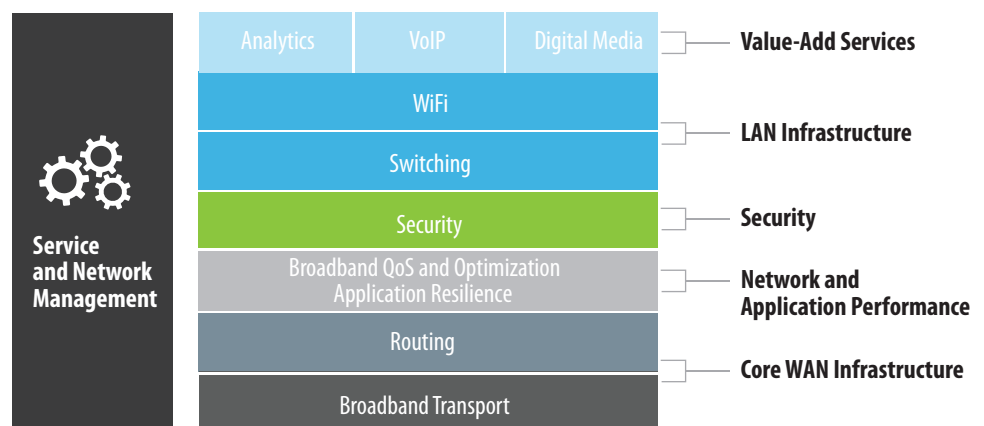 Service
and Network
Management
Analytics
VoIP
Digital Media
Value-Add Services
WiFi
LAN Infrastructure
Switching
Security
Security
Broadband QoS and Optimization
Application Resilience
Network and
Application Performance
Routing
Core WAN Infrastructure
Broadband Transport